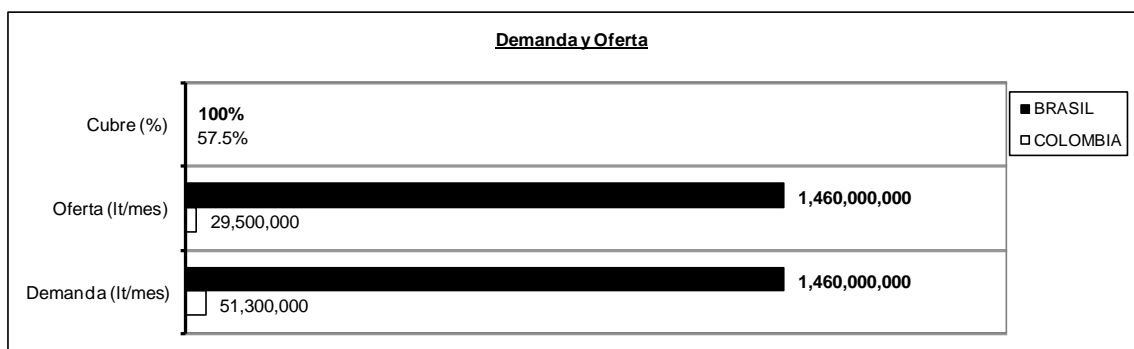 Demanda y Oferta
Cubre (%)
100%
57.5%
BRASIL
COLOMBIA
Oferta (lt/mes)
1,460,000,000
29,500,000
Demanda (lt/mes)
1,460,000,000
51,300,000